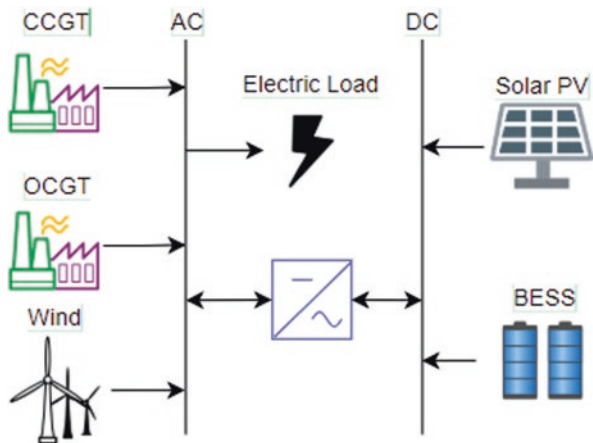 CCGT
AC
DC
Electric Load
Solar PV
OCGT
Wind
BESS